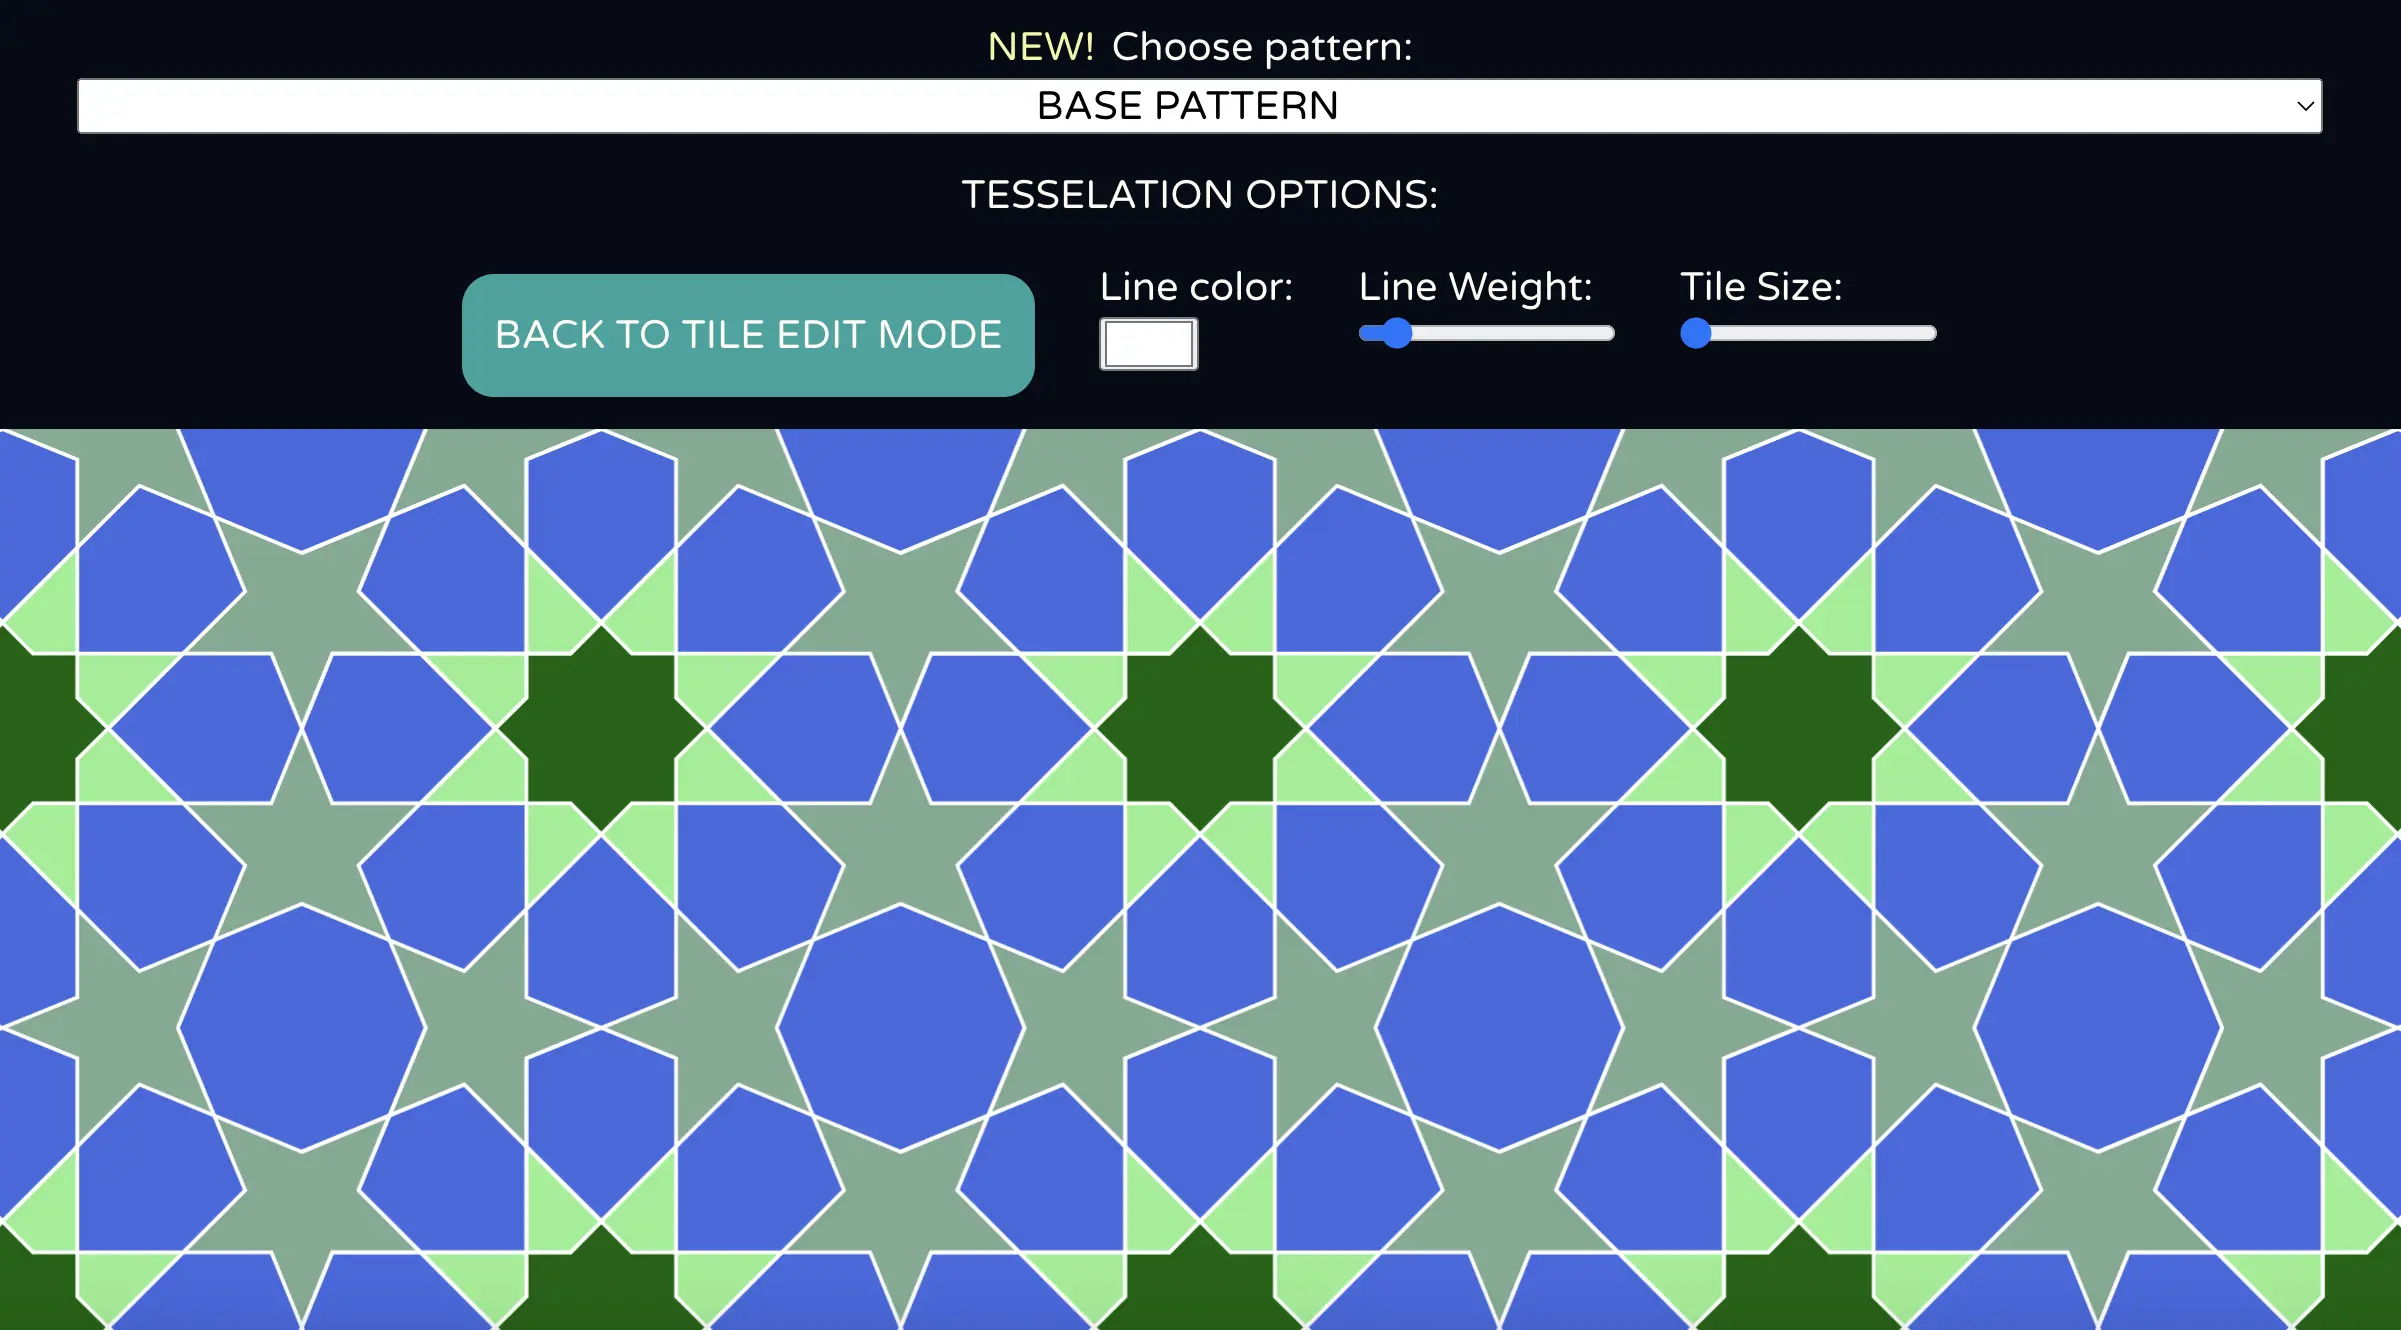 NEW! Choose pattern:
BASE PATTERN
TESSELATION OPTIONS:
BACK TO TILE EDIT MODE
Line color:
Line Weight:
Tile Size: